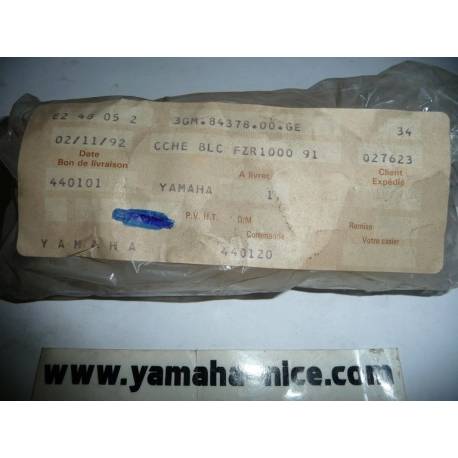 22 48 05 2 3GM.84378.00.GE 34
02/11/92 CCHE BLC FZR1000 91 027623
Date A livrer Client
Bon de livraison Expédié
440101 YAMAHA 1,
P.V. H.T. D/M Remise
Commande Votre casier
YAMAHA 440120
www.yamaha-nice.com